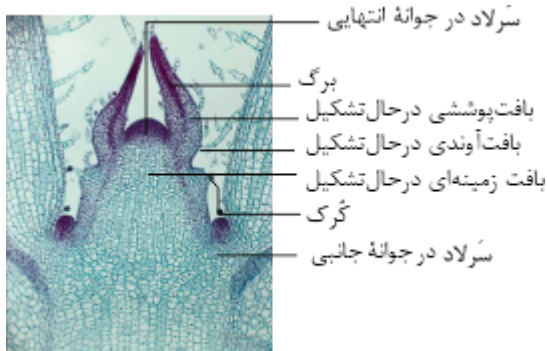 سَرلاد در جوانهٔ انتهایی
برگ
بافت‌پوششی درحال‌تشکیل
بافت‌آوندی درحال‌تشکیل
بافت زمینه‌ای درحال‌تشکیل
کُرک
سَرلاد در جوانهٔ جانبی